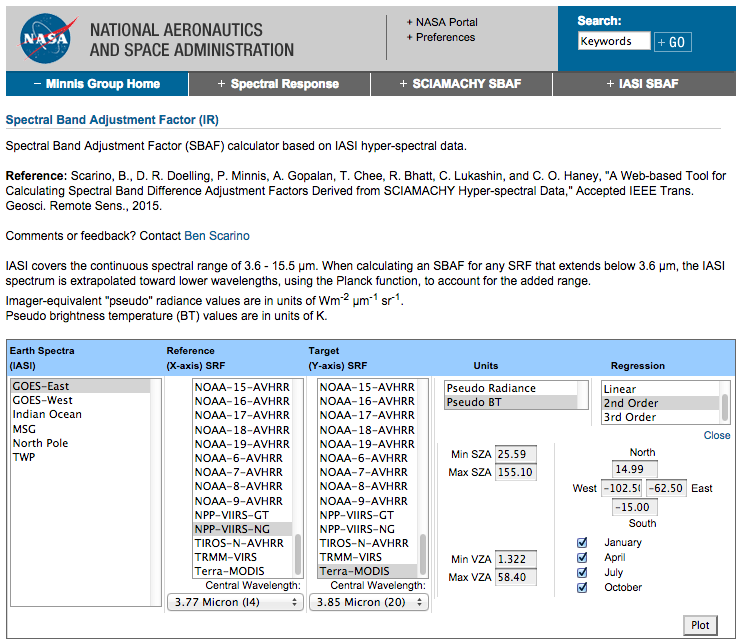 NASA
NATIONAL AERONAUTICS
AND SPACE ADMINISTRATION
+ NASA Portal
+ Preferences
Search:
Keywords
+ GO
− Minnis Group Home
+ Spectral Response
+ SCIAMACHY SBAF
+ IASI SBAF
Spectral Band Adjustment Factor (IR)
Spectral Band Adjustment Factor (SBAF) calculator based on IASI hyper-spectral data.
Reference: Scarino, B., D. R. Doelling, P. Minnis, A. Gopalan, T. Chee, R. Bhatt, C. Lukashin, and C. O. Haney, "A Web-based Tool for
Calculating Spectral Band Difference Adjustment Factors Derived from SCIAMACHY Hyper-spectral Data," Accepted IEEE Trans.
Geosci. Remote Sens., 2015.
Comments or feedback? Contact Ben Scarino
IASI covers the continuous spectral range of 3.6 - 15.5 µm. When calculating an SBAF for any SRF that extends below 3.6 µm, the IASI
spectrum is extrapolated toward lower wavelengths, using the Planck function, to account for the added range.
Imager-equivalent "pseudo" radiance values are in units of Wm⁻² µm⁻¹ sr⁻¹.
Pseudo brightness temperature (BT) values are in units of K.
Earth Spectra
(IASI)
GOES-East
GOES-West
Indian Ocean
MSG
North Pole
TWP
Reference
(X-axis) SRF
NOAA-15-AVHRR
NOAA-16-AVHRR
NOAA-17-AVHRR
NOAA-18-AVHRR
NOAA-19-AVHRR
NOAA-6-AVHRR
NOAA-7-AVHRR
NOAA-8-AVHRR
NOAA-9-AVHRR
NPP-VIIRS-GT
NPP-VIIRS-NG
TIROS-N-AVHRR
TRMM-VIRS
Terra-MODIS
Central Wavelength:
3.77 Micron (I4)
Target
(Y-axis) SRF
NOAA-15-AVHRR
NOAA-16-AVHRR
NOAA-17-AVHRR
NOAA-18-AVHRR
NOAA-19-AVHRR
NOAA-6-AVHRR
NOAA-7-AVHRR
NOAA-8-AVHRR
NOAA-9-AVHRR
NPP-VIIRS-GT
NPP-VIIRS-NG
TIROS-N-AVHRR
TRMM-VIRS
Terra-MODIS
Central Wavelength:
3.85 Micron (20)
Units
Pseudo Radiance
Pseudo BT
Min SZA 25.59
Max SZA 155.10
Min VZA 1.322
Max VZA 58.40
Regression
Linear
2nd Order
3rd Order
Close
North
14.99
West -102.5( -62.50 East
-15.00
South
January
April
July
October
Plot